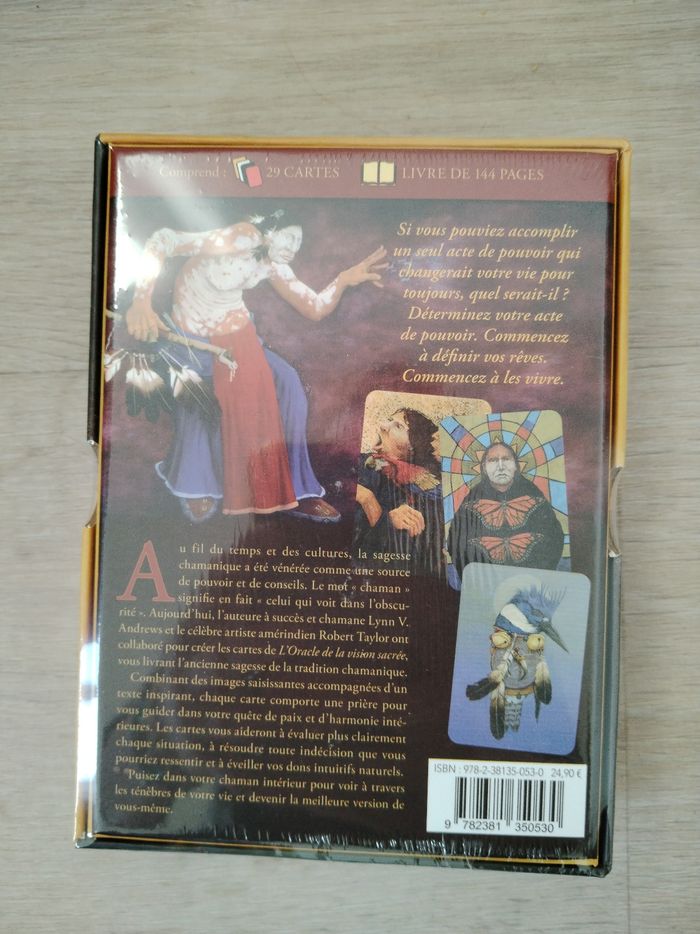 Comprend : 29 CARTES LIVRE DE 144 PAGES
Si vous pouviez accomplir
un seul acte de pouvoir qui
changerait votre vie pour
toujours, quel serait-il ?
Déterminez votre acte
de pouvoir. Commencez
à définir vos rêves.
Commencez à les vivre.
Au fil du temps et des cultures, la sagesse
chamanique a été vénérée comme une source
de pouvoir et de conseils. Le mot « chaman »
signifie en fait « celui qui voit dans l'obscu-
rité ». Aujourd'hui, l'auteure à succès et chamane Lynn V.
Andrews et le célèbre artiste amérindien Robert Taylor ont
collaboré pour créer les cartes de L'Oracle de la vision sacrée,
vous livrant l'ancienne sagesse de la tradition chamanique.
Combinant des images saisissantes accompagnées d'un
texte inspirant, chaque carte comporte une prière pour
vous guider dans votre quête de paix et d'harmonie inté-
rieures. Les cartes vous aideront à évaluer plus clairement
chaque situation, à résoudre toute indécision que vous
pourriez ressentir et à éveiller vos dons intuitifs naturels.
Puisez dans votre chaman intérieur pour voir à travers
les ténèbres de votre vie et devenir la meilleure version de
vous-même.
ISBN : 978-2-38135-053-0 24,90 €
9 782381 350530